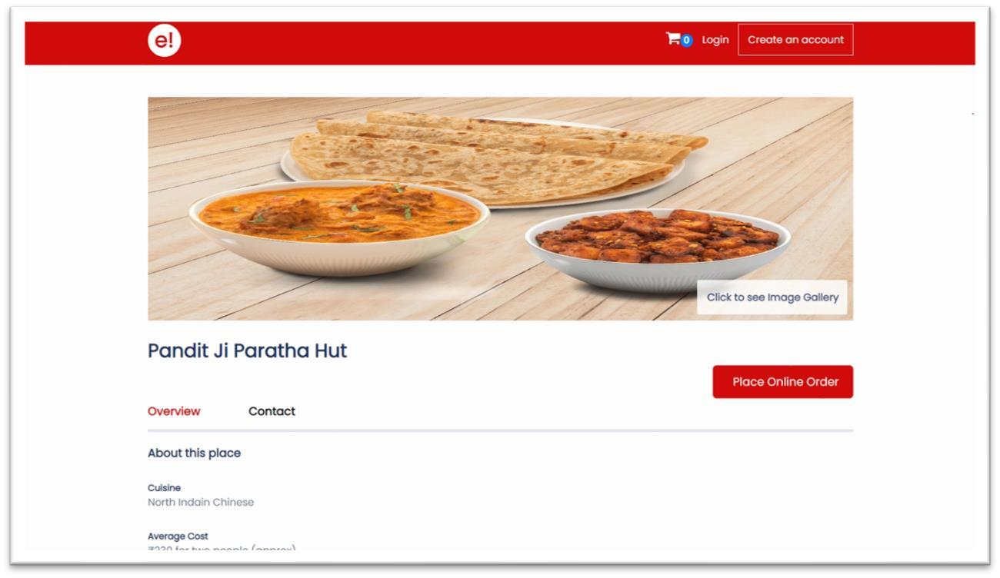 e!
0 Login Create an account
Click to see Image Gallery
Pandit Ji Paratha Hut
Place Online Order
Overview Contact
About this place
Cuisine
North Indain Chinese
Average Cost
for two people (approx)